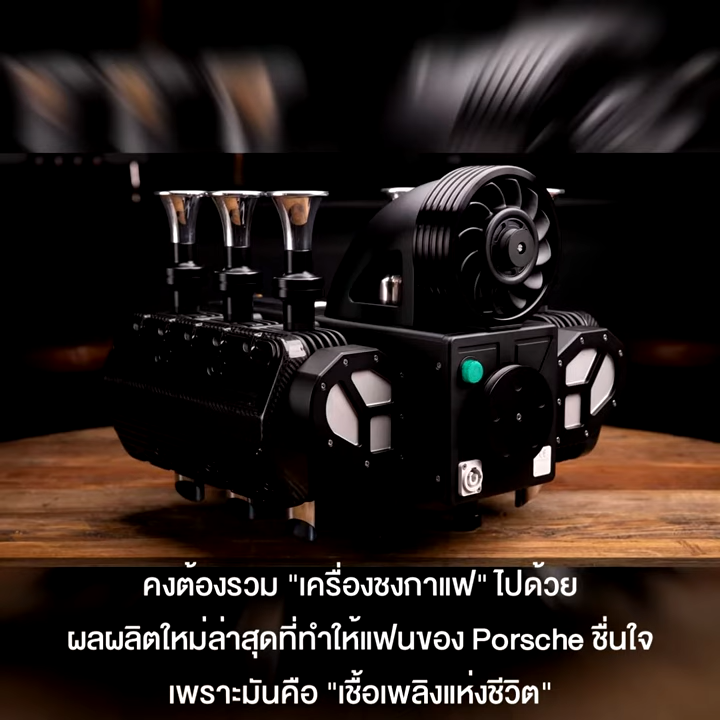 คงต้องรวม "เครื่องชงกาแฟ" ไปด้วย
ผลผลิตใหม่ล่าสุดที่ทำให้แฟนของ Porsche ชื่นใจ
เพราะมันคือ "เชื้อเพลิงแห่งชีวิต"